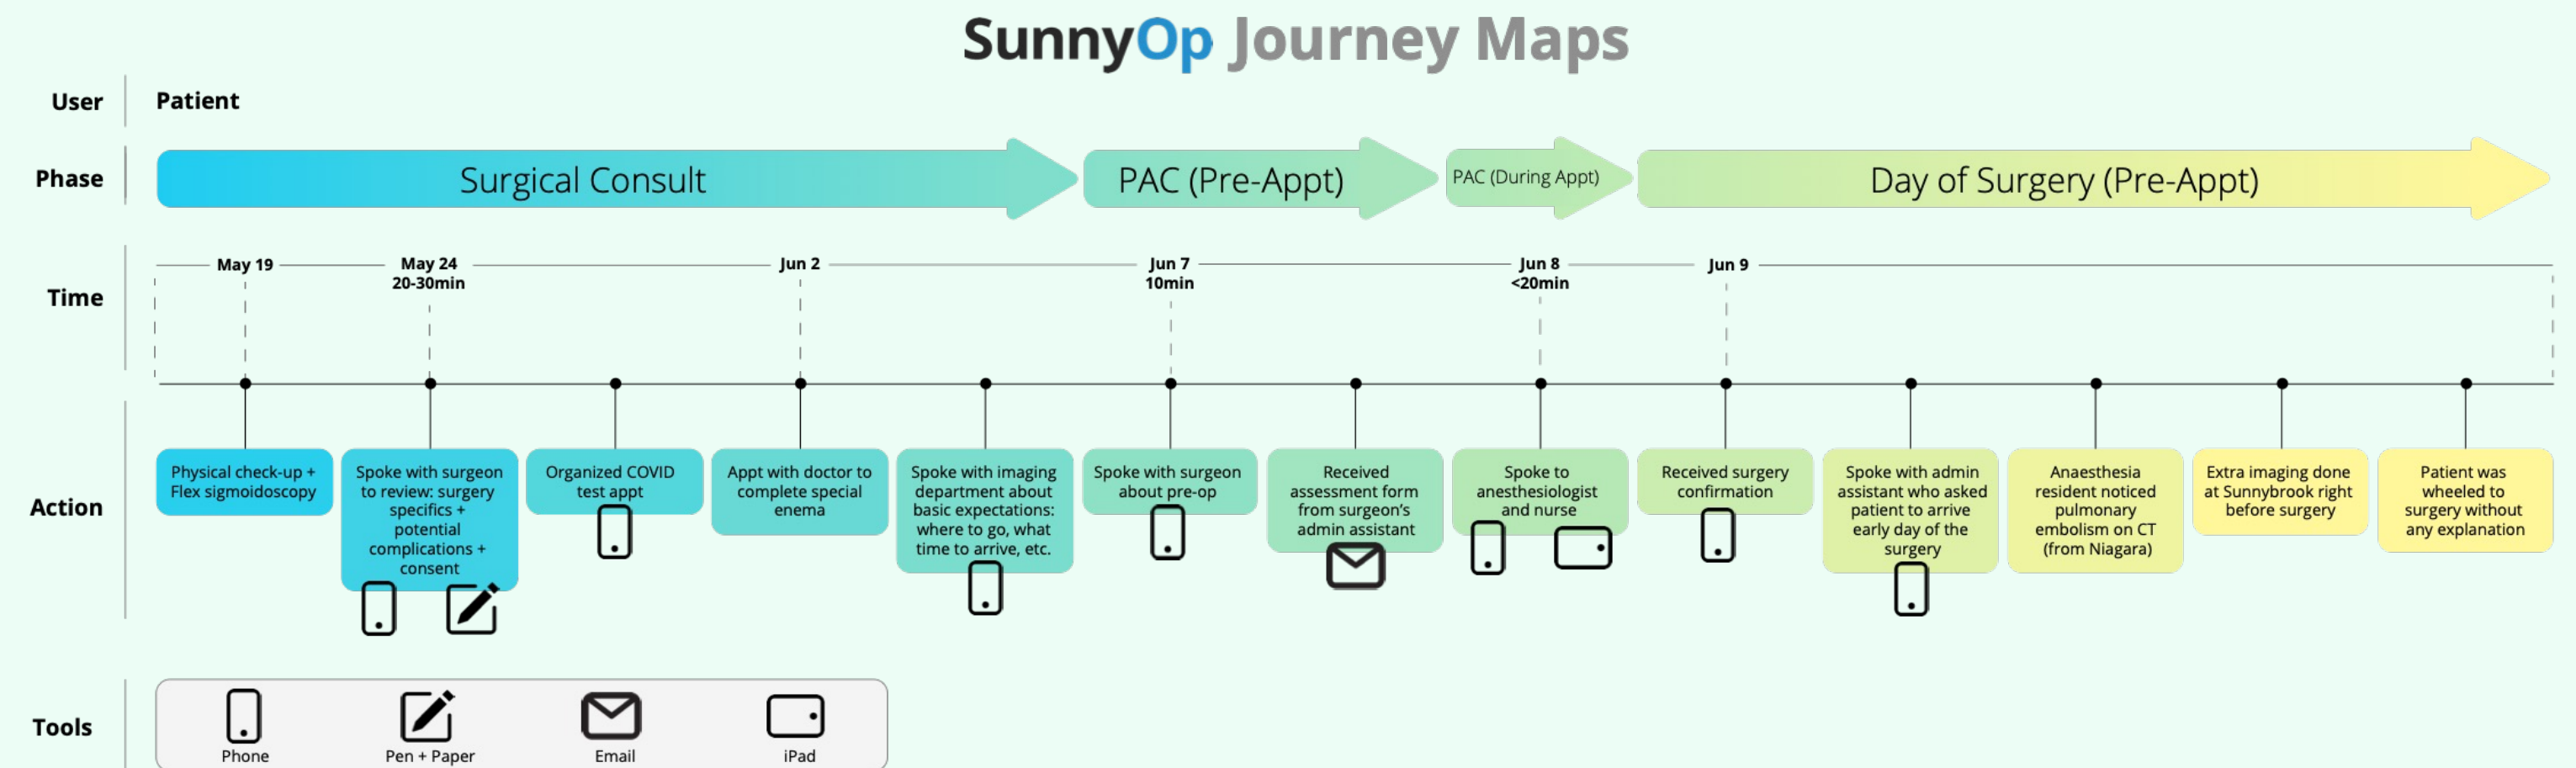 SunnyOp Journey Maps
User
Patient
Phase
Surgical Consult
PAC (Pre-Appt)
PAC (During Appt)
Day of Surgery (Pre-Appt)
Time
May 19
May 24
20-30min
Jun 2
Jun 7
10min
Jun 8
<20min
Jun 9
Action
Physical check-up +
Flex sigmoidoscopy
Spoke with surgeon
to review: surgery
specifics +
potential
complications +
consent
Organized COVID
test appt
Appt with doctor to
complete special
enema
Spoke with imaging
department about
basic expectations:
where to go, what
time to arrive, etc.
Spoke with surgeon
about pre-op
Received
assessment form
from surgeon's
admin assistant
Spoke to
anesthesiologist
and nurse
Received surgery
confirmation
Spoke with admin
assistant who asked
patient to arrive
early day of the
surgery
Anaesthesia
resident noticed
pulmonary
embolism on CT
(from Niagara)
Extra imaging done
at Sunnybrook right
before surgery
Patient was
wheeled to
surgery without
any explanation
Tools
Phone
Pen + Paper
Email
iPad